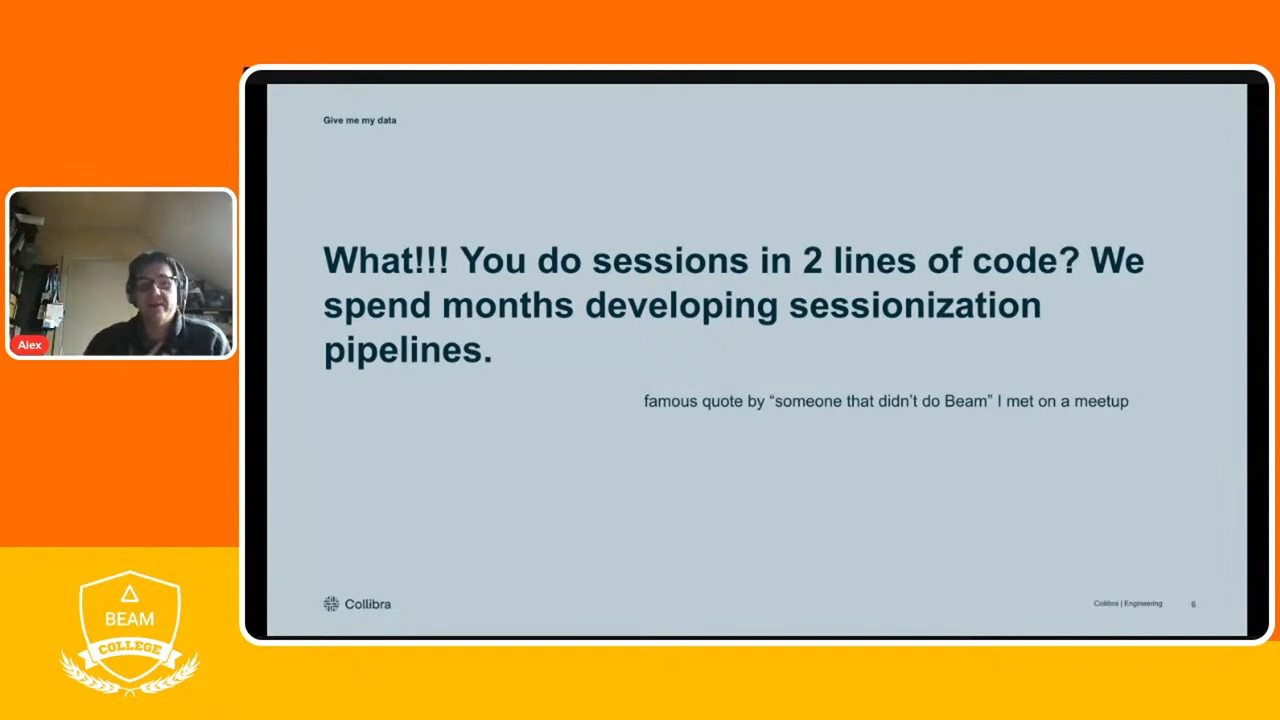 Give me my data
What!!! You do sessions in 2 lines of code? We
spend months developing sessionization
pipelines.
famous quote by “someone that didn’t do Beam” I met on a meetup
Alex
BEAM
COLLEGE
Collibra
Collibra | Engineering
6